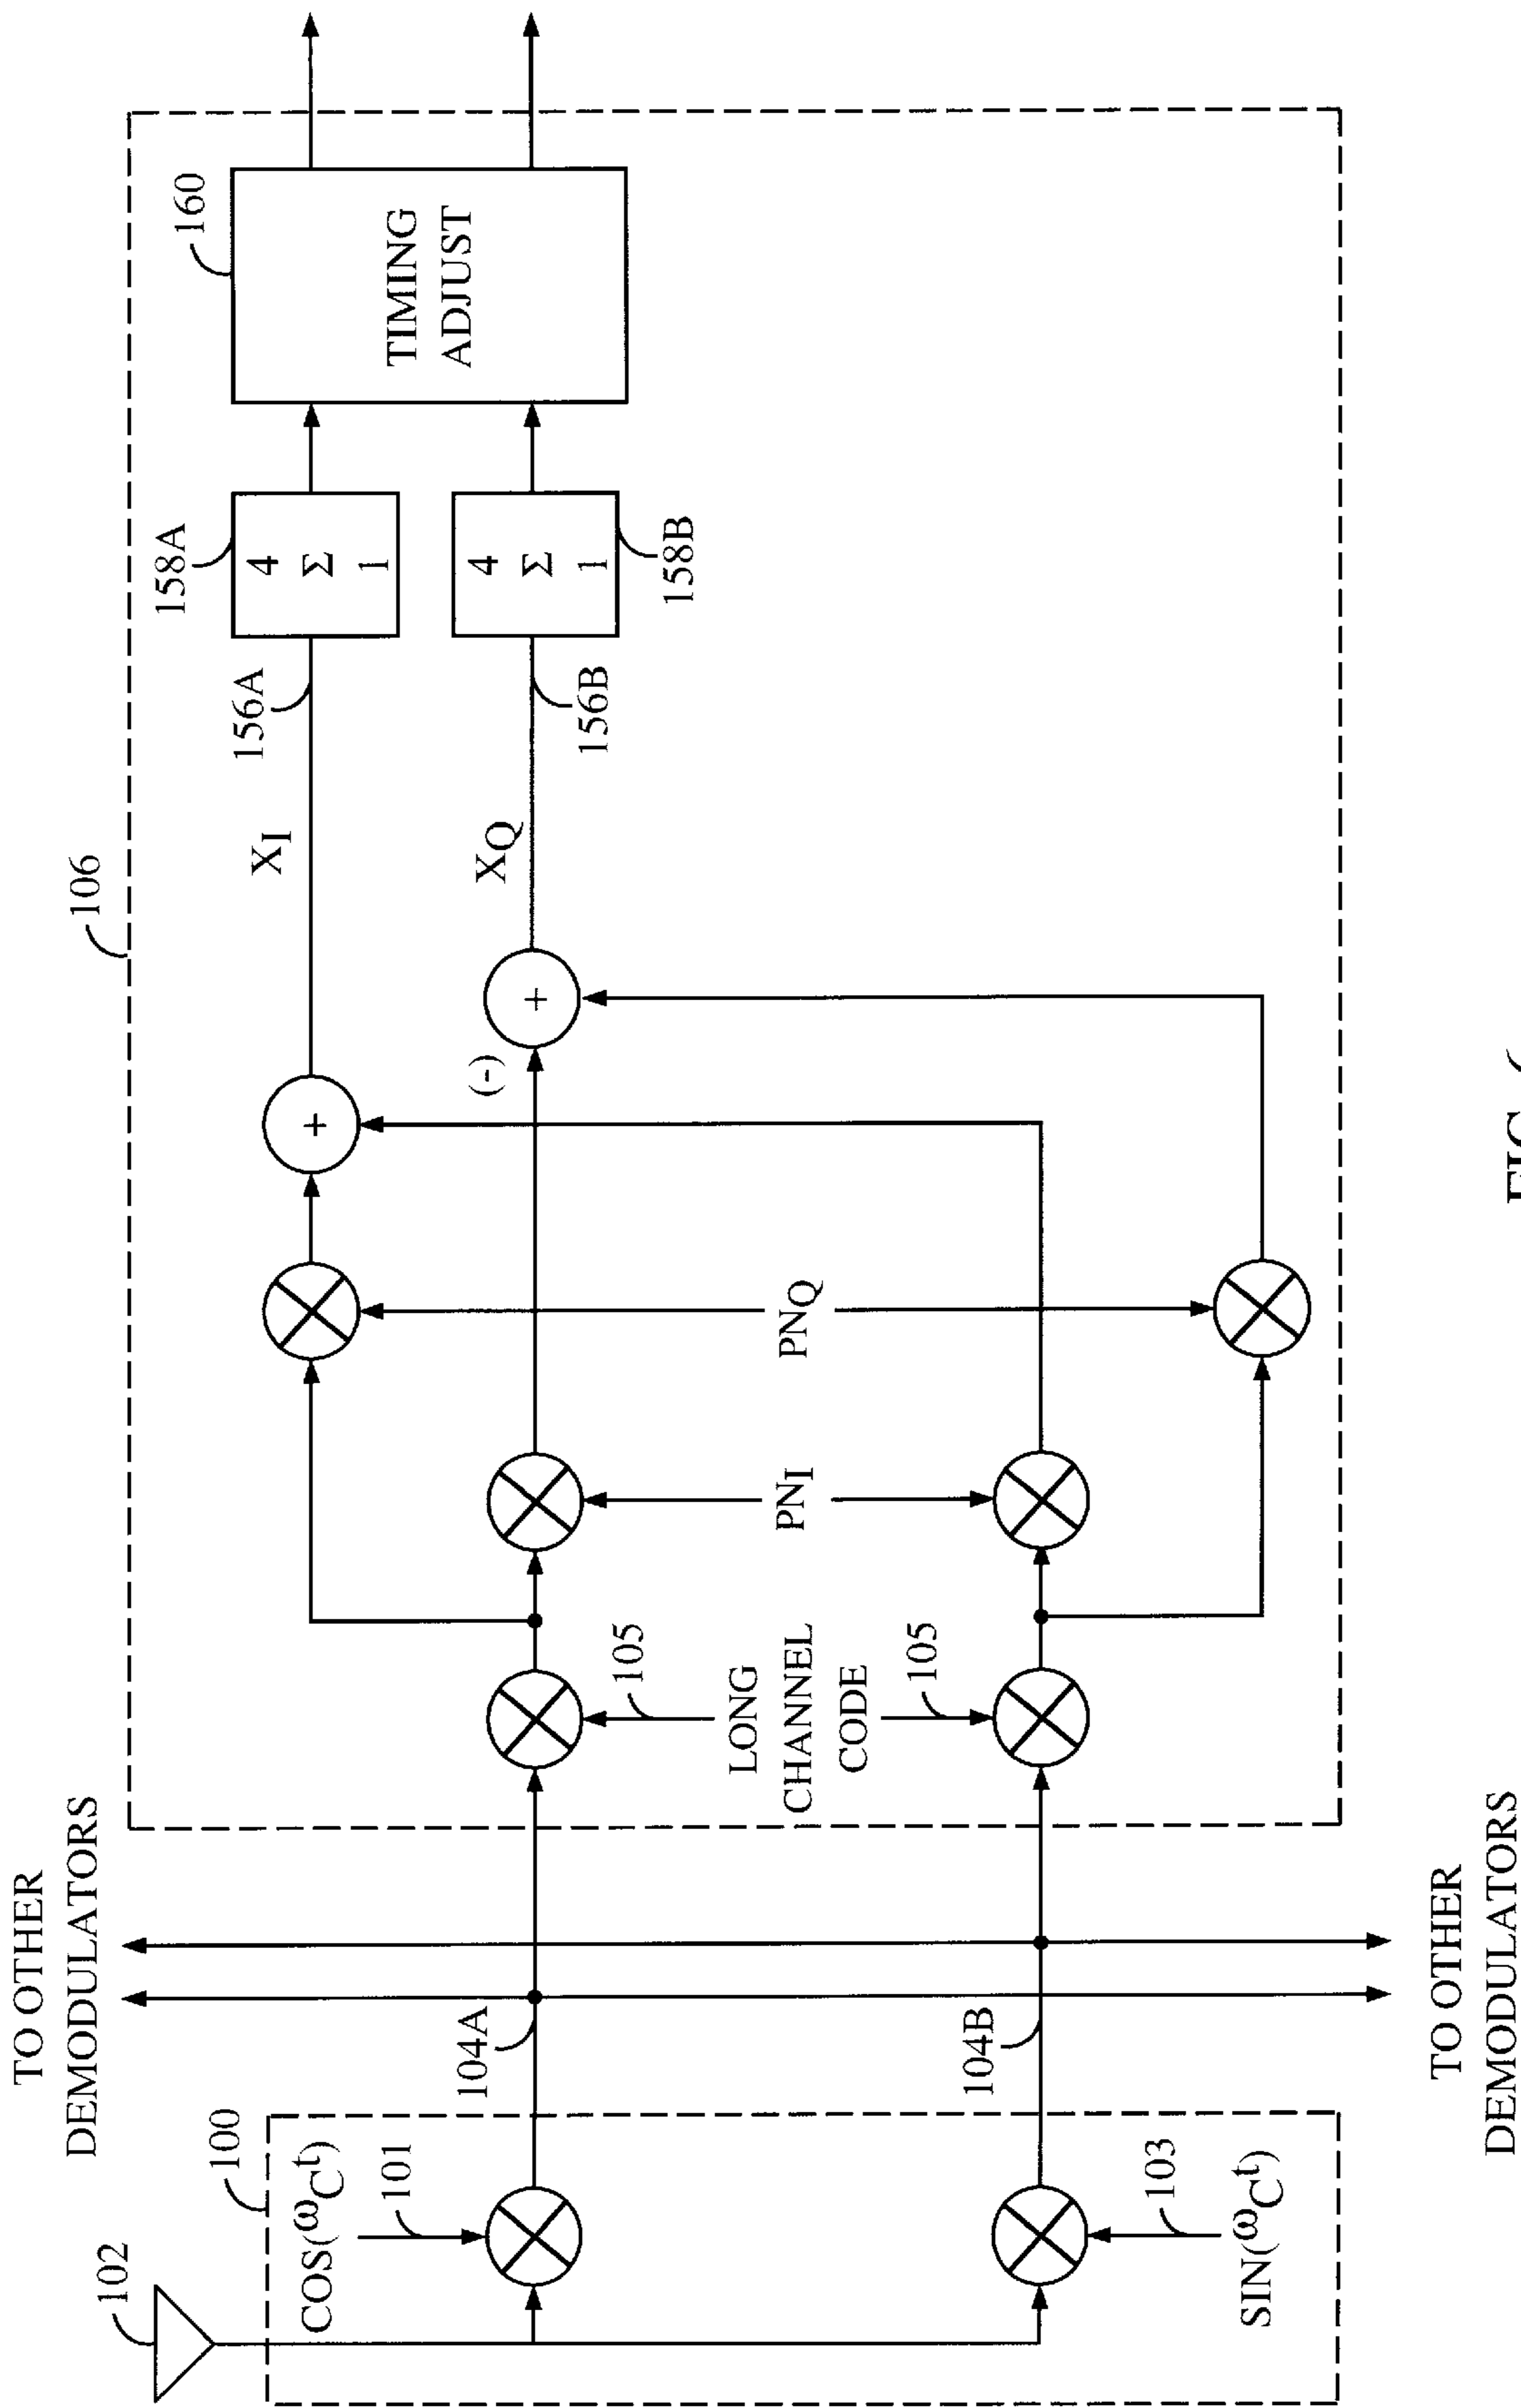 TO OTHER
DEMODULATORS
102
100
COS(ωCt)
101
104A
104B
103
SIN(ωCt)
TO OTHER
DEMODULATORS
106
105
LONG
CHANNEL
CODE
105
PNI
PNQ
+
(-)
+
XI
XQ
156A
156B
158A
4
Σ
1
4
Σ
1
158B
160
TIMING
ADJUST